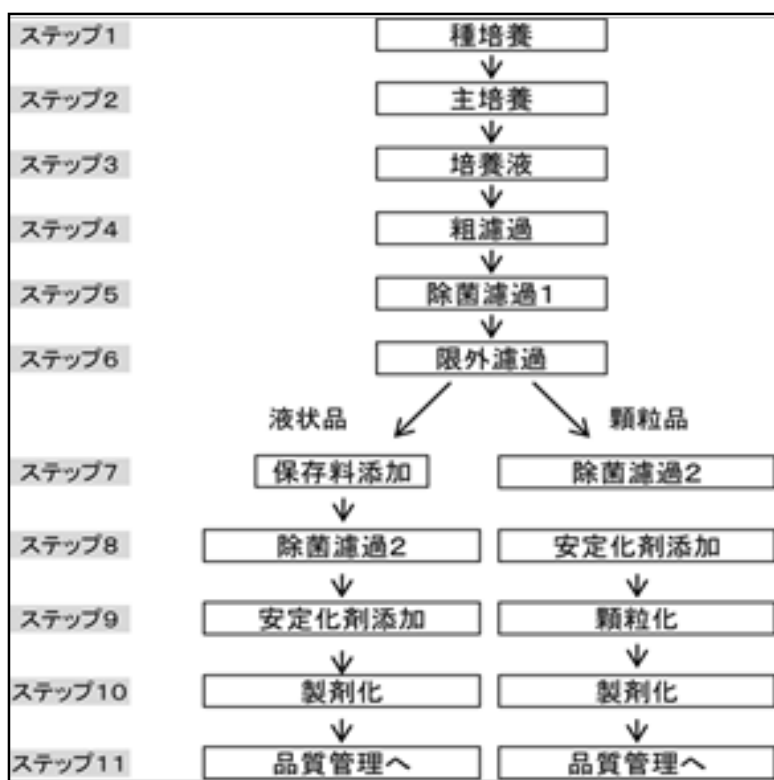 ステップ1 種培養
ステップ2 主培養
ステップ3 培養液
ステップ4 粗濾過
ステップ5 除菌濾過1
ステップ6 限外濾過
液状品 顆粒品
ステップ7 保存料添加 除菌濾過2
ステップ8 除菌濾過2 安定化剤添加
ステップ9 安定化剤添加 顆粒化
ステップ10 製剤化 製剤化
ステップ11 品質管理へ 品質管理へ